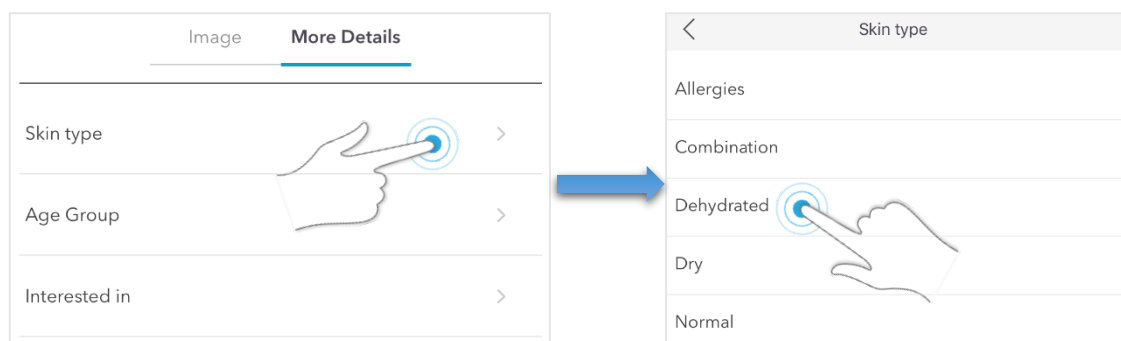 Image More Details
Skin type
Age Group
Interested in
Skin type
Allergies
Combination
Dehydrated
Dry
Normal